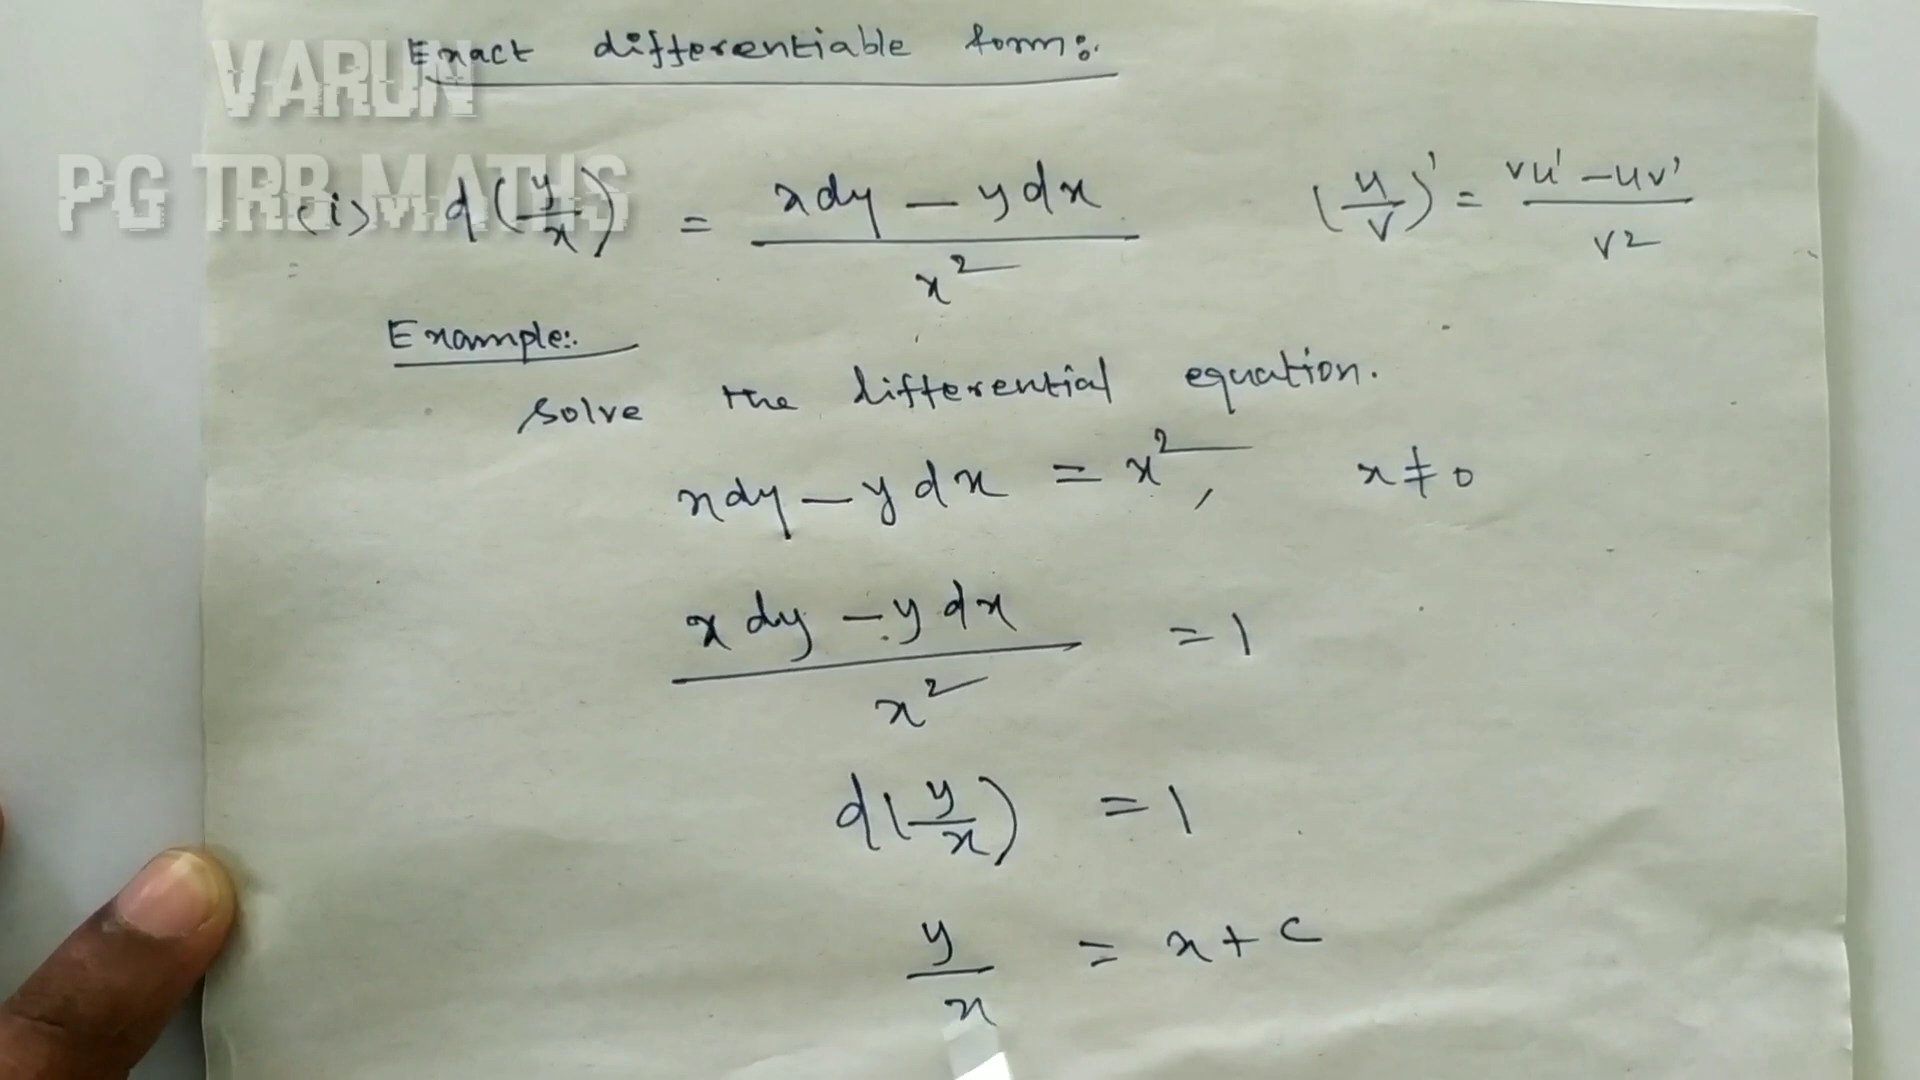 VARUN
PG TRB MATHS
Exact differentiable form:
(i) d(y/x) = (x dy - y dx)/x² (u/v)' = (vu' - uv')/v²
Example:
Solve the differential equation.
x dy - y dx = x², x ≠ 0
(x dy - y dx)/x² = 1
d(y/x) = 1
y/x = x + c